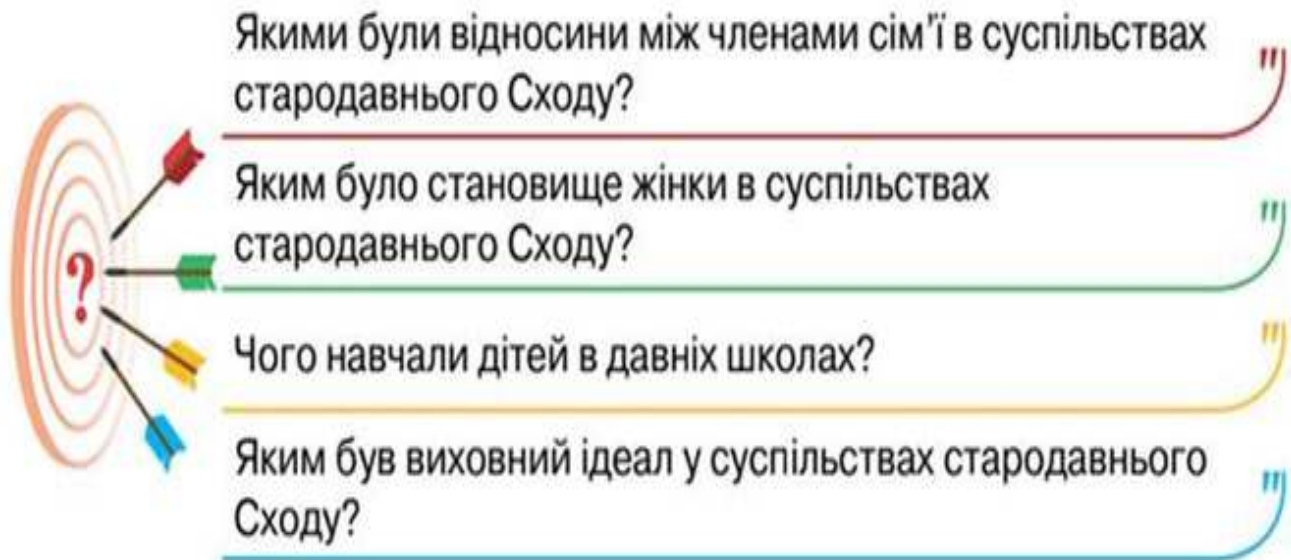 Якими були відносини між членами сім’ї в суспільствах
стародавнього Сходу?
Яким було становище жінки в суспільствах
стародавнього Сходу?
Чого навчали дітей в давніх школах?
Яким був виховний ідеал у суспільствах стародавнього
Сходу?
?